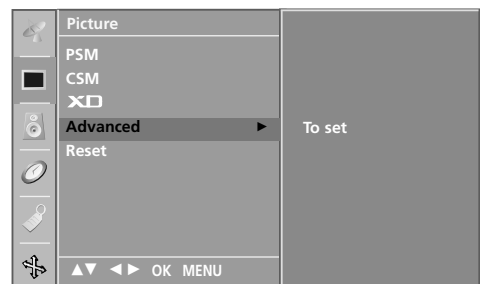 Picture
PSM
CSM
XD
Advanced ►
To set
Reset
▲▼ ◄► OK MENU